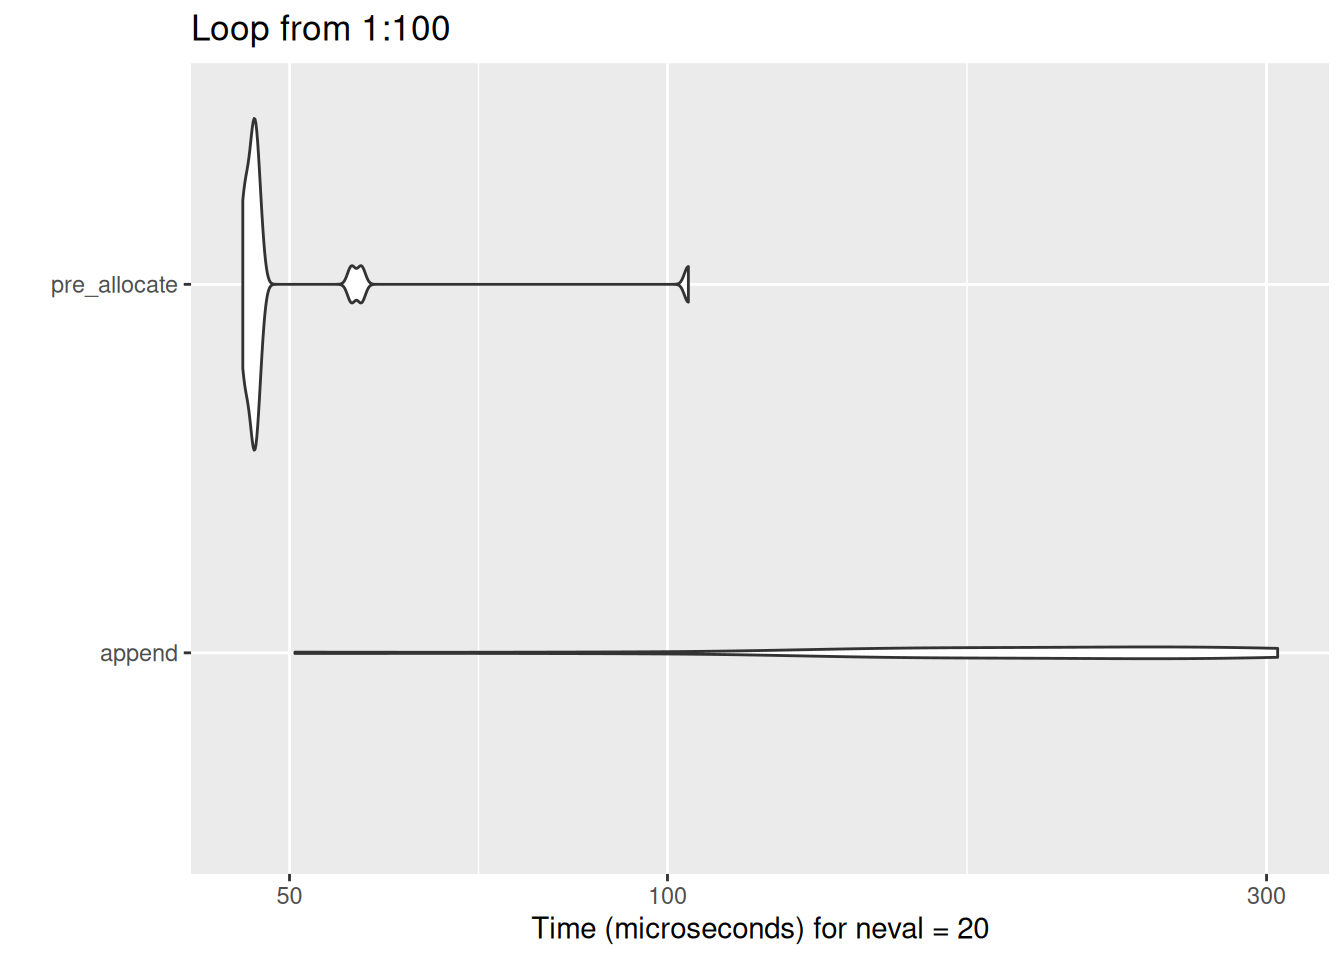 Loop from 1:100
pre_allocate
append
50
100
300
Time (microseconds) for neval = 20